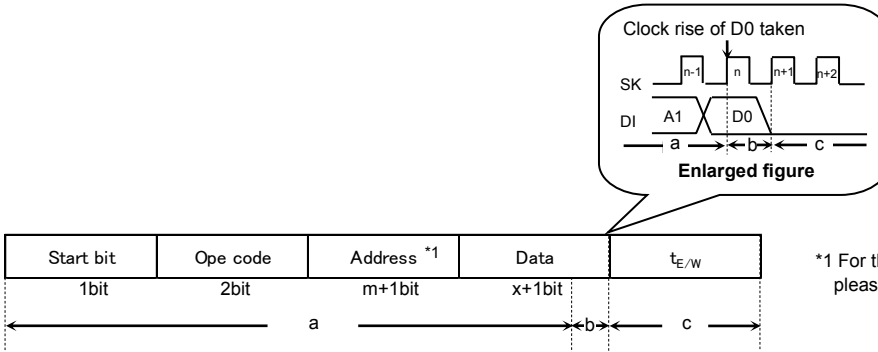 Clock rise of D0 taken
SK n-1 n n+1 n+2
DI A1 D0
a b c
Enlarged figure
Start bit Ope code Address *1 Data tE/W
1bit 2bit m+1bit x+1bit
a b c
*1 For th
pleas